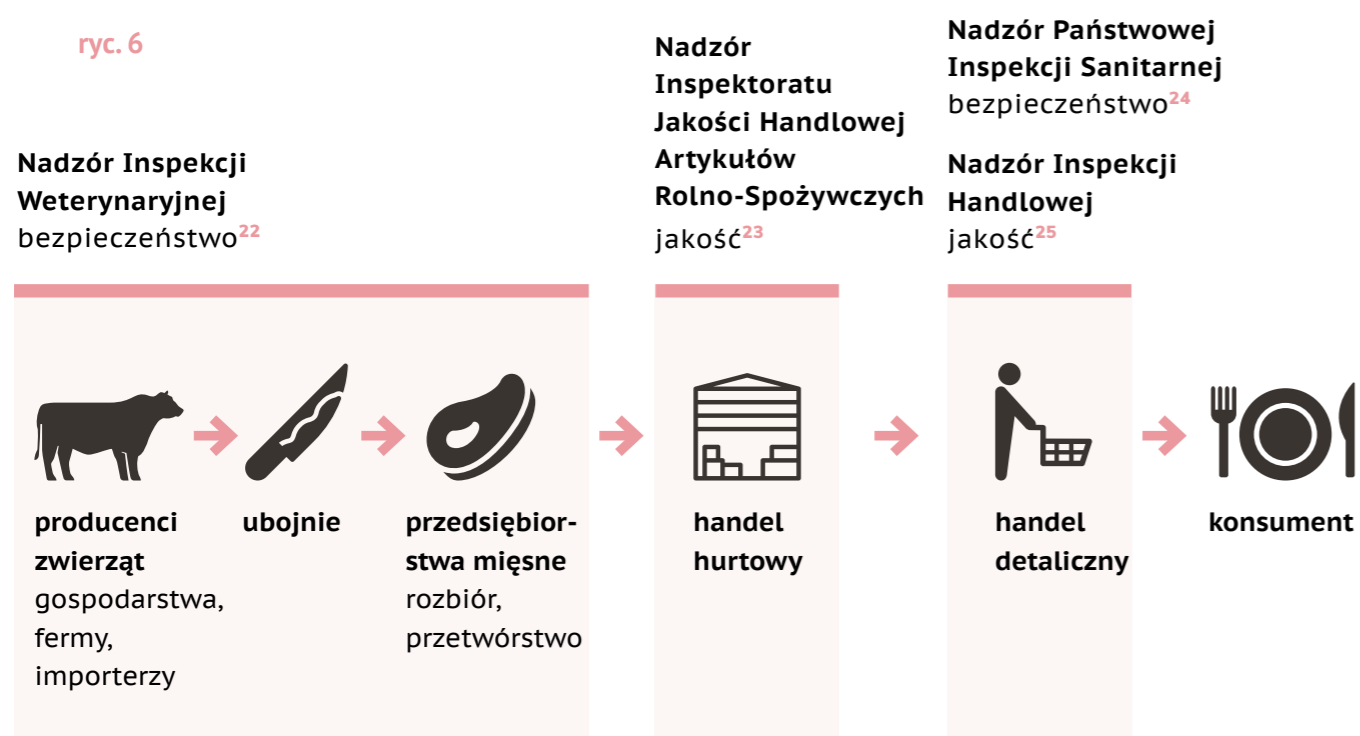 ryc. 6
Nadzór Inspekcji
Weterynaryjnej
bezpieczeństwo22
Nadzór
Inspektoratu
Jakości Handlowej
Artykułów
Rolno-Spożywczych
jakość23
Nadzór Państwowej
Inspekcji Sanitarnej
bezpieczeństwo24
Nadzór Inspekcji
Handlowej
jakość25
producenci
zwierząt
gospodarstwa,
fermy,
importerzy
ubojnie
przedsiębior-
stwa mięsne
rozbiór,
przetwórstwo
handel
hurtowy
handel
detaliczny
konsument